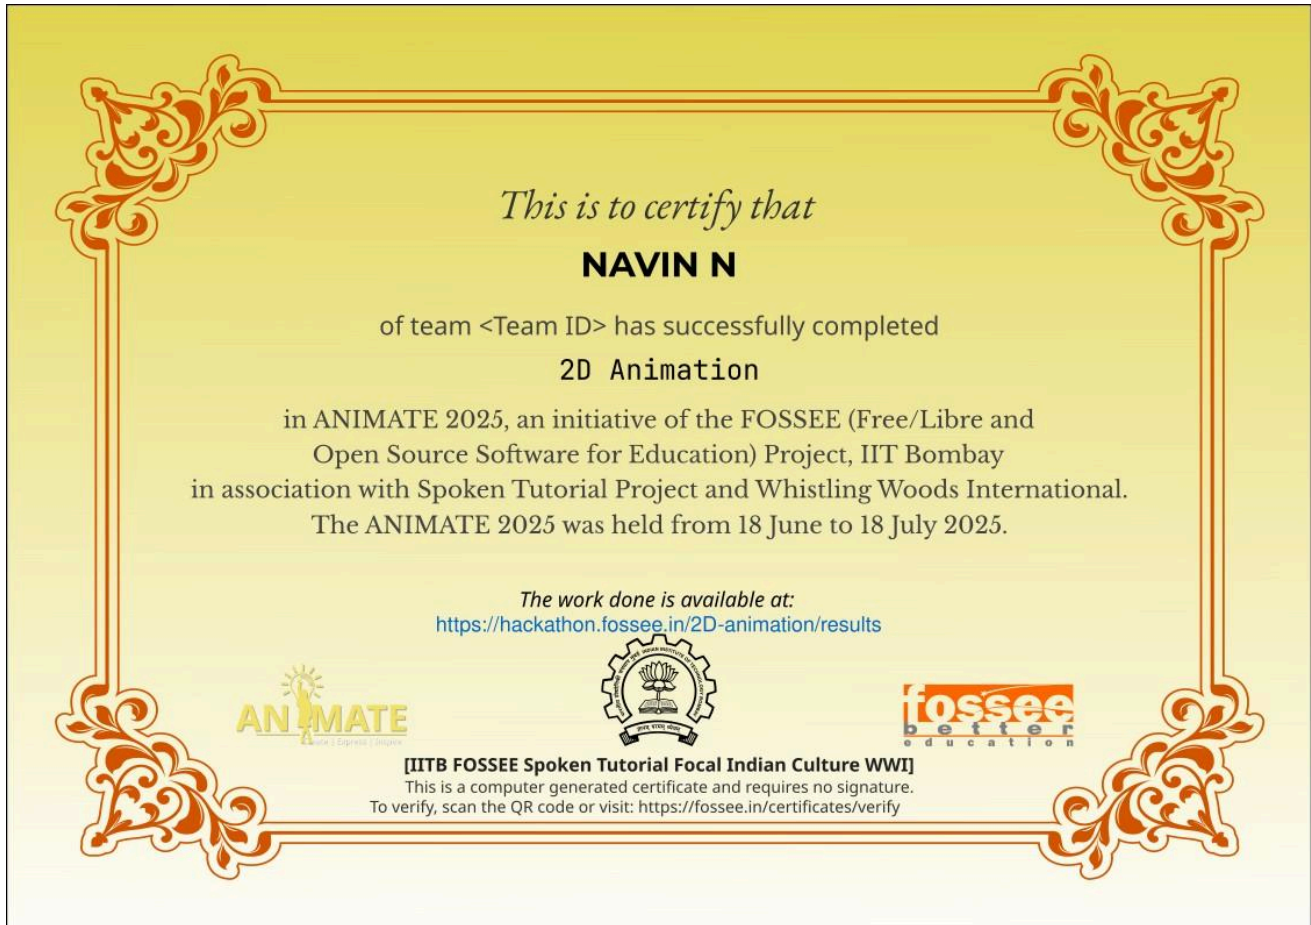 This is to certify that
NAVIN N
of team <Team ID> has successfully completed
2D Animation
in ANIMATE 2025, an initiative of the FOSSEE (Free/Libre and
Open Source Software for Education) Project, IIT Bombay
in association with Spoken Tutorial Project and Whistling Woods International.
The ANIMATE 2025 was held from 18 June to 18 July 2025.
The work done is available at:
https://hackathon.fossee.in/2D-animation/results
INDIAN INSTITUTE OF TECHNOLOGY BOMBAY
ANIMATE
fossee
better
education
[IITB FOSSEE Spoken Tutorial Focal Indian Culture WWI]
This is a computer generated certificate and requires no signature.
To verify, scan the QR code or visit: https://fossee.in/certificates/verify